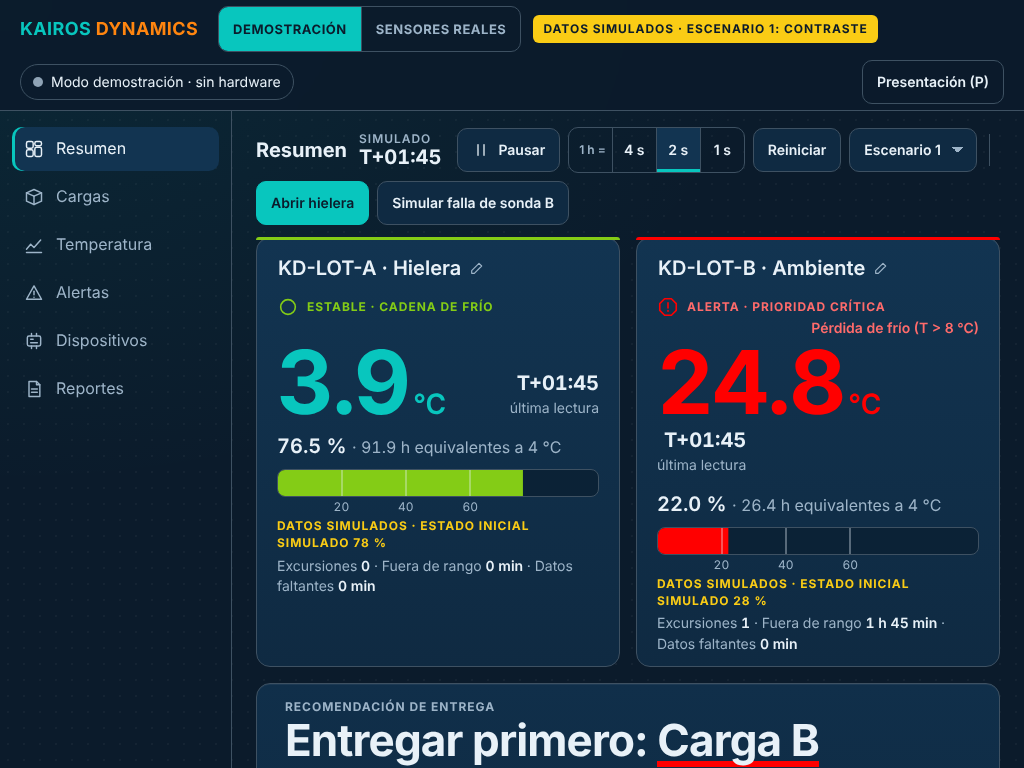 KAIROS DYNAMICS
DEMOSTRACIÓN
SENSORES REALES
DATOS SIMULADOS · ESCENARIO 1: CONTRASTE
Modo demostración · sin hardware
Presentación (P)
Resumen
Cargas
Temperatura
Alertas
Dispositivos
Reportes
Resumen
SIMULADO
T+01:45
Pausar
1 h =
4 s
2 s
1 s
Reiniciar
Escenario 1
Abrir hielera
Simular falla de sonda B
KD-LOT-A · Hielera
ESTABLE · CADENA DE FRÍO
3.9 °C
T+01:45
última lectura
76.5 % · 91.9 h equivalentes a 4 °C
20 40 60
DATOS SIMULADOS · ESTADO INICIAL
SIMULADO 78 %
Excursiones 0 · Fuera de rango 0 min · Datos
faltantes 0 min
KD-LOT-B · Ambiente
ALERTA · PRIORIDAD CRÍTICA
Pérdida de frío (T > 8 °C)
24.8 °C
T+01:45
última lectura
22.0 % · 26.4 h equivalentes a 4 °C
20 40 60
DATOS SIMULADOS · ESTADO INICIAL
SIMULADO 28 %
Excursiones 1 · Fuera de rango 1 h 45 min ·
Datos faltantes 0 min
RECOMENDACIÓN DE ENTREGA
Entregar primero: Carga B